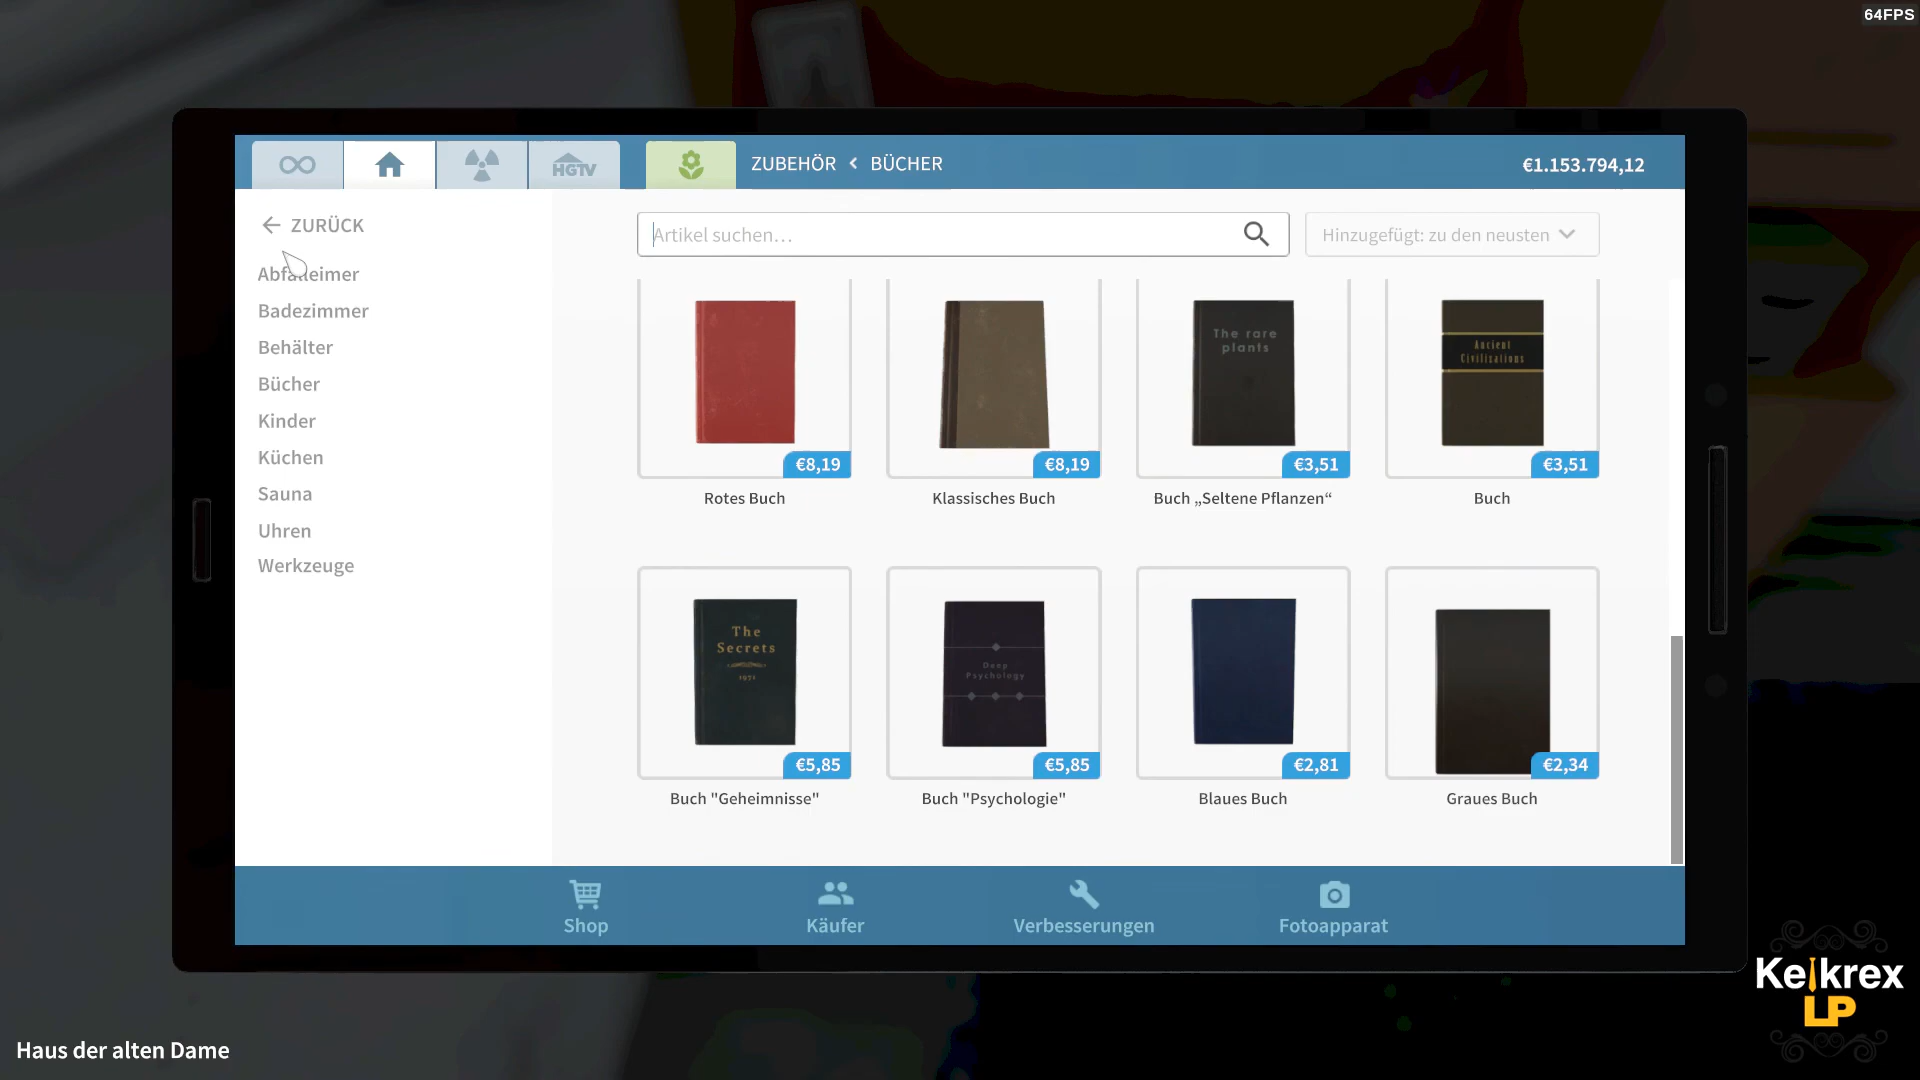 64FPS
HGTV
ZUBEHÖR < BÜCHER
€1.153.794,12
ZURÜCK
Artikel suchen...
Hinzugefügt: zu den neusten
Abfalleimer
Badezimmer
Behälter
Bücher
Kinder
Küchen
Sauna
Uhren
Werkzeuge
The rare
plants
Ancient
Civilizations
€8,19
€8,19
€3,51
€3,51
Rotes Buch
Klassisches Buch
Buch „Seltene Pflanzen“
Buch
The
Secrets
1971
Deep
Psychology
€5,85
€5,85
€2,81
€2,34
Buch "Geheimnisse"
Buch "Psychologie"
Blaues Buch
Graues Buch
Shop
Käufer
Verbesserungen
Fotoapparat
Keikrex
LP
Haus der alten Dame